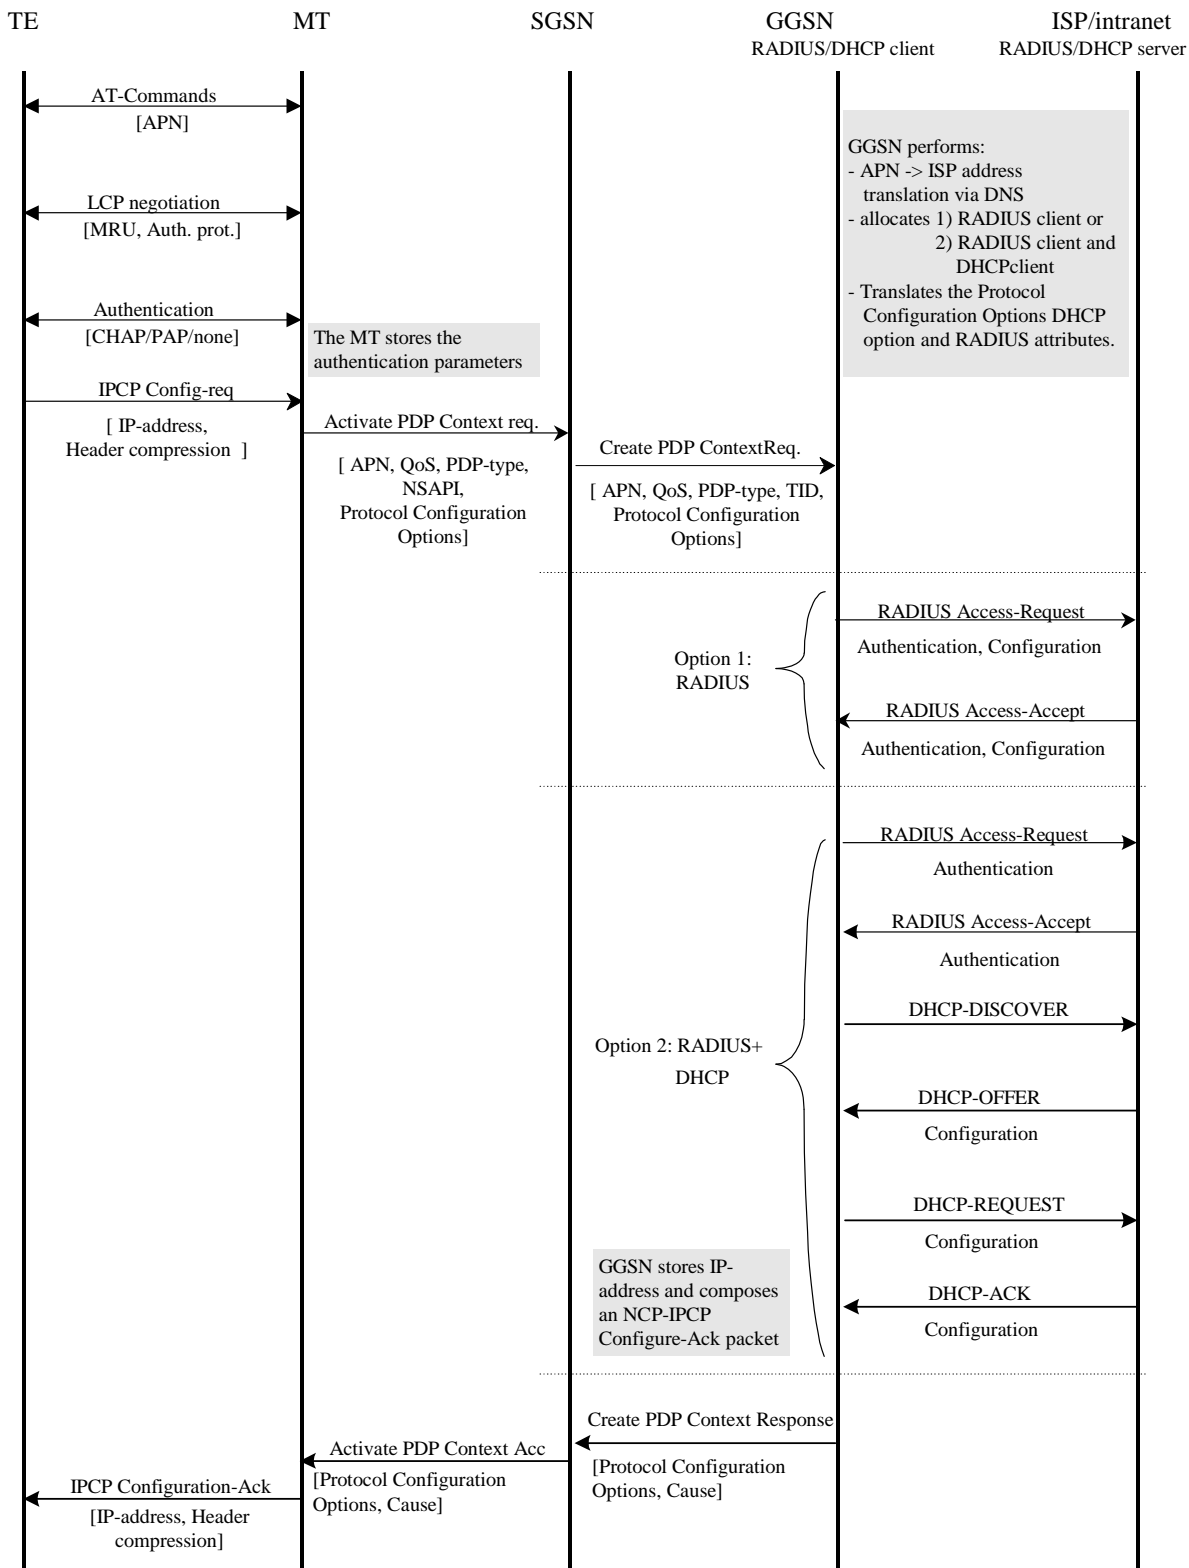 TE
MT
SGSN
GGSN
RADIUS/DHCP client
ISP/intranet
RADIUS/DHCP server
AT-Commands
[APN]
LCP negotiation
[MRU, Auth. prot.]
Authentication
[CHAP/PAP/none]
The MT stores the
authentication parameters
GGSN performs:
- APN -> ISP address
translation via DNS
- allocates 1) RADIUS client or
2) RADIUS client and
DHCPclient
- Translates the Protocol
Configuration Options DHCP
option and RADIUS attributes.
IPCP Config-req
[ IP-address,
Header compression ]
Activate PDP Context req.
[ APN, QoS, PDP-type,
NSAPI,
Protocol Configuration
Options]
Create PDP ContextReq.
[ APN, QoS, PDP-type, TID,
Protocol Configuration
Options]
Option 1:
RADIUS
RADIUS Access-Request
Authentication, Configuration
RADIUS Access-Accept
Authentication, Configuration
Option 2: RADIUS+
DHCP
RADIUS Access-Request
Authentication
RADIUS Access-Accept
Authentication
DHCP-DISCOVER
DHCP-OFFER
Configuration
DHCP-REQUEST
Configuration
DHCP-ACK
Configuration
GGSN stores IP-
address and composes
an NCP-IPCP
Configure-Ack packet
Create PDP Context Response
[Protocol Configuration
Options, Cause]
Activate PDP Context Acc
[Protocol Configuration
Options, Cause]
IPCP Configuration-Ack
[IP-address, Header
compression]